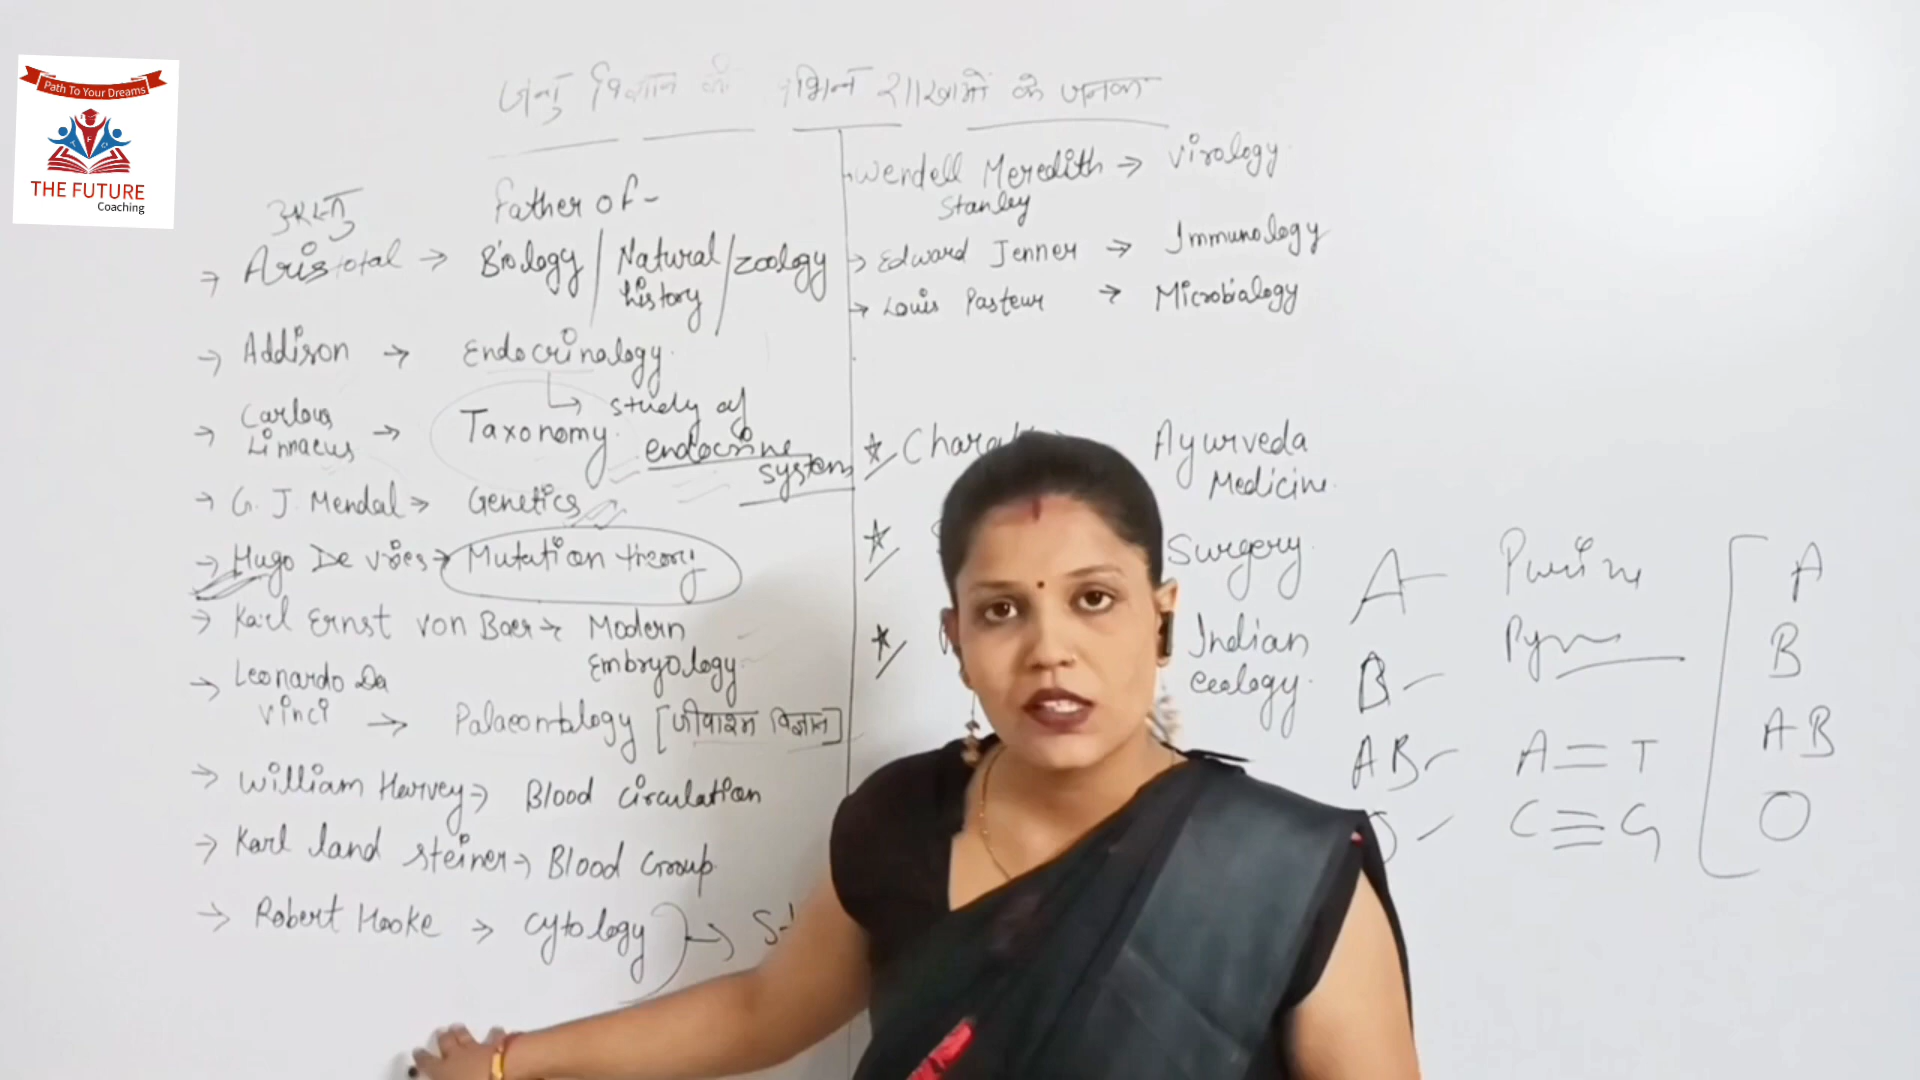 Path To Your Dreams
THE FUTURE
Coaching
जन्तु विज्ञान की शाखाओं के जनक
अरस्तु
Father of -
→ Aristotal → Biology / Natural history / Zoology
→ Addison → Endocrinology
↳ study of endocrine system
→ Carlous Linnaeus → Taxonomy
→ G. J. Mendal → Genetics
→ Hugo De vries → Mutation theory
→ Karl Ernst von Baer → Modern Embryology
→ Leonardo Da vinci → Palaeontology [जीवाश्म विज्ञान]
→ William Harvey → Blood circulation
→ Karl land steiner → Blood Group
→ Robert Hooke → Cytology →
→ Wendell Meredith Stanley → Virology
→ Edward Jenner → Immunology
→ Louis Pasteur → Microbialogy
☆ Ayurveda Medicine
☆ Surgery
☆ Indian ecology
A- Purine
B-
AB-
O-
A = T
C ≡ G
A
B
AB
O